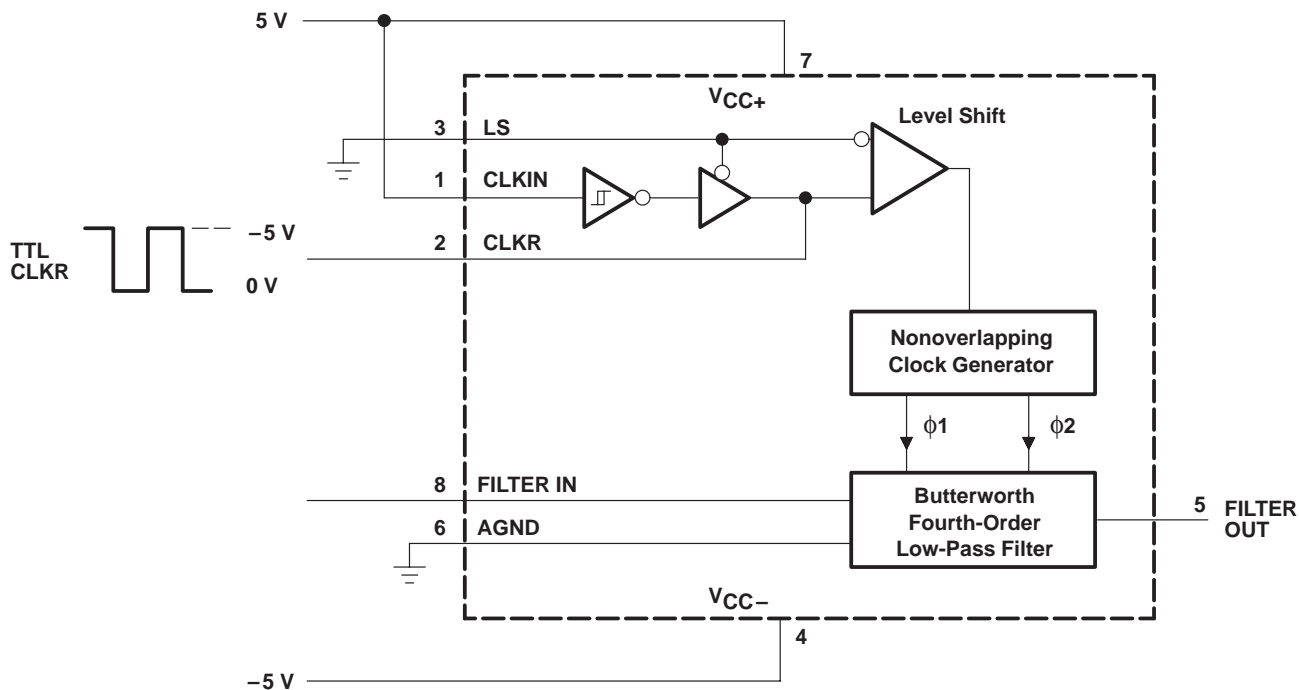 5 V
7
VCC+
Level Shift
3 LS
1 CLKIN
–5 V
TTL
CLKR
2 CLKR
0 V
Nonoverlapping
Clock Generator
ϕ1 ϕ2
8 FILTER IN
Butterworth
Fourth-Order
Low-Pass Filter
5 FILTER
OUT
6 AGND
VCC–
4
–5 V